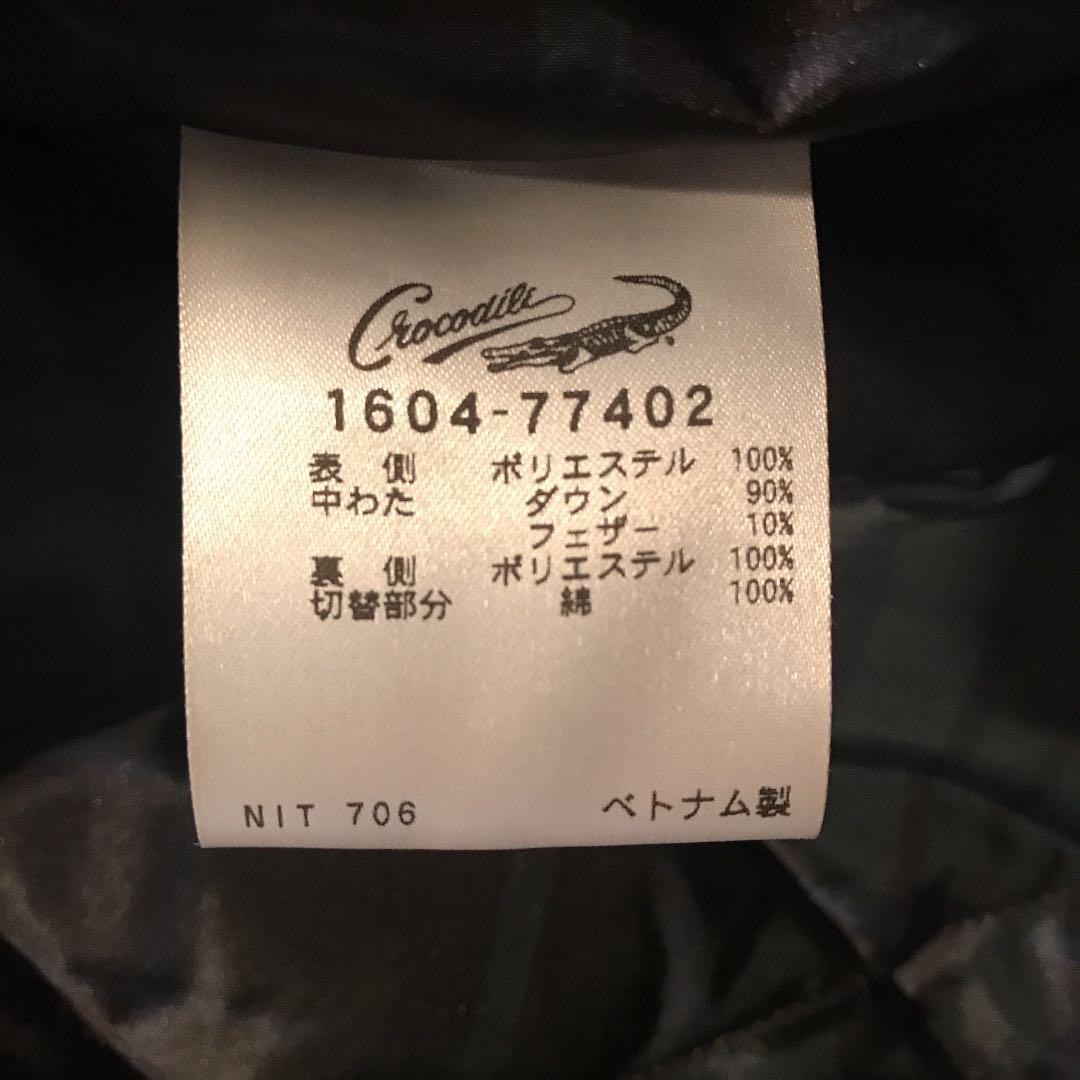 Crocodile
1604-77402
表 側 ポリエステル 100%
中わた ダウン 90%
フェザー 10%
裏 側 ポリエステル 100%
切替部分 綿 100%
NIT 706 ベトナム製